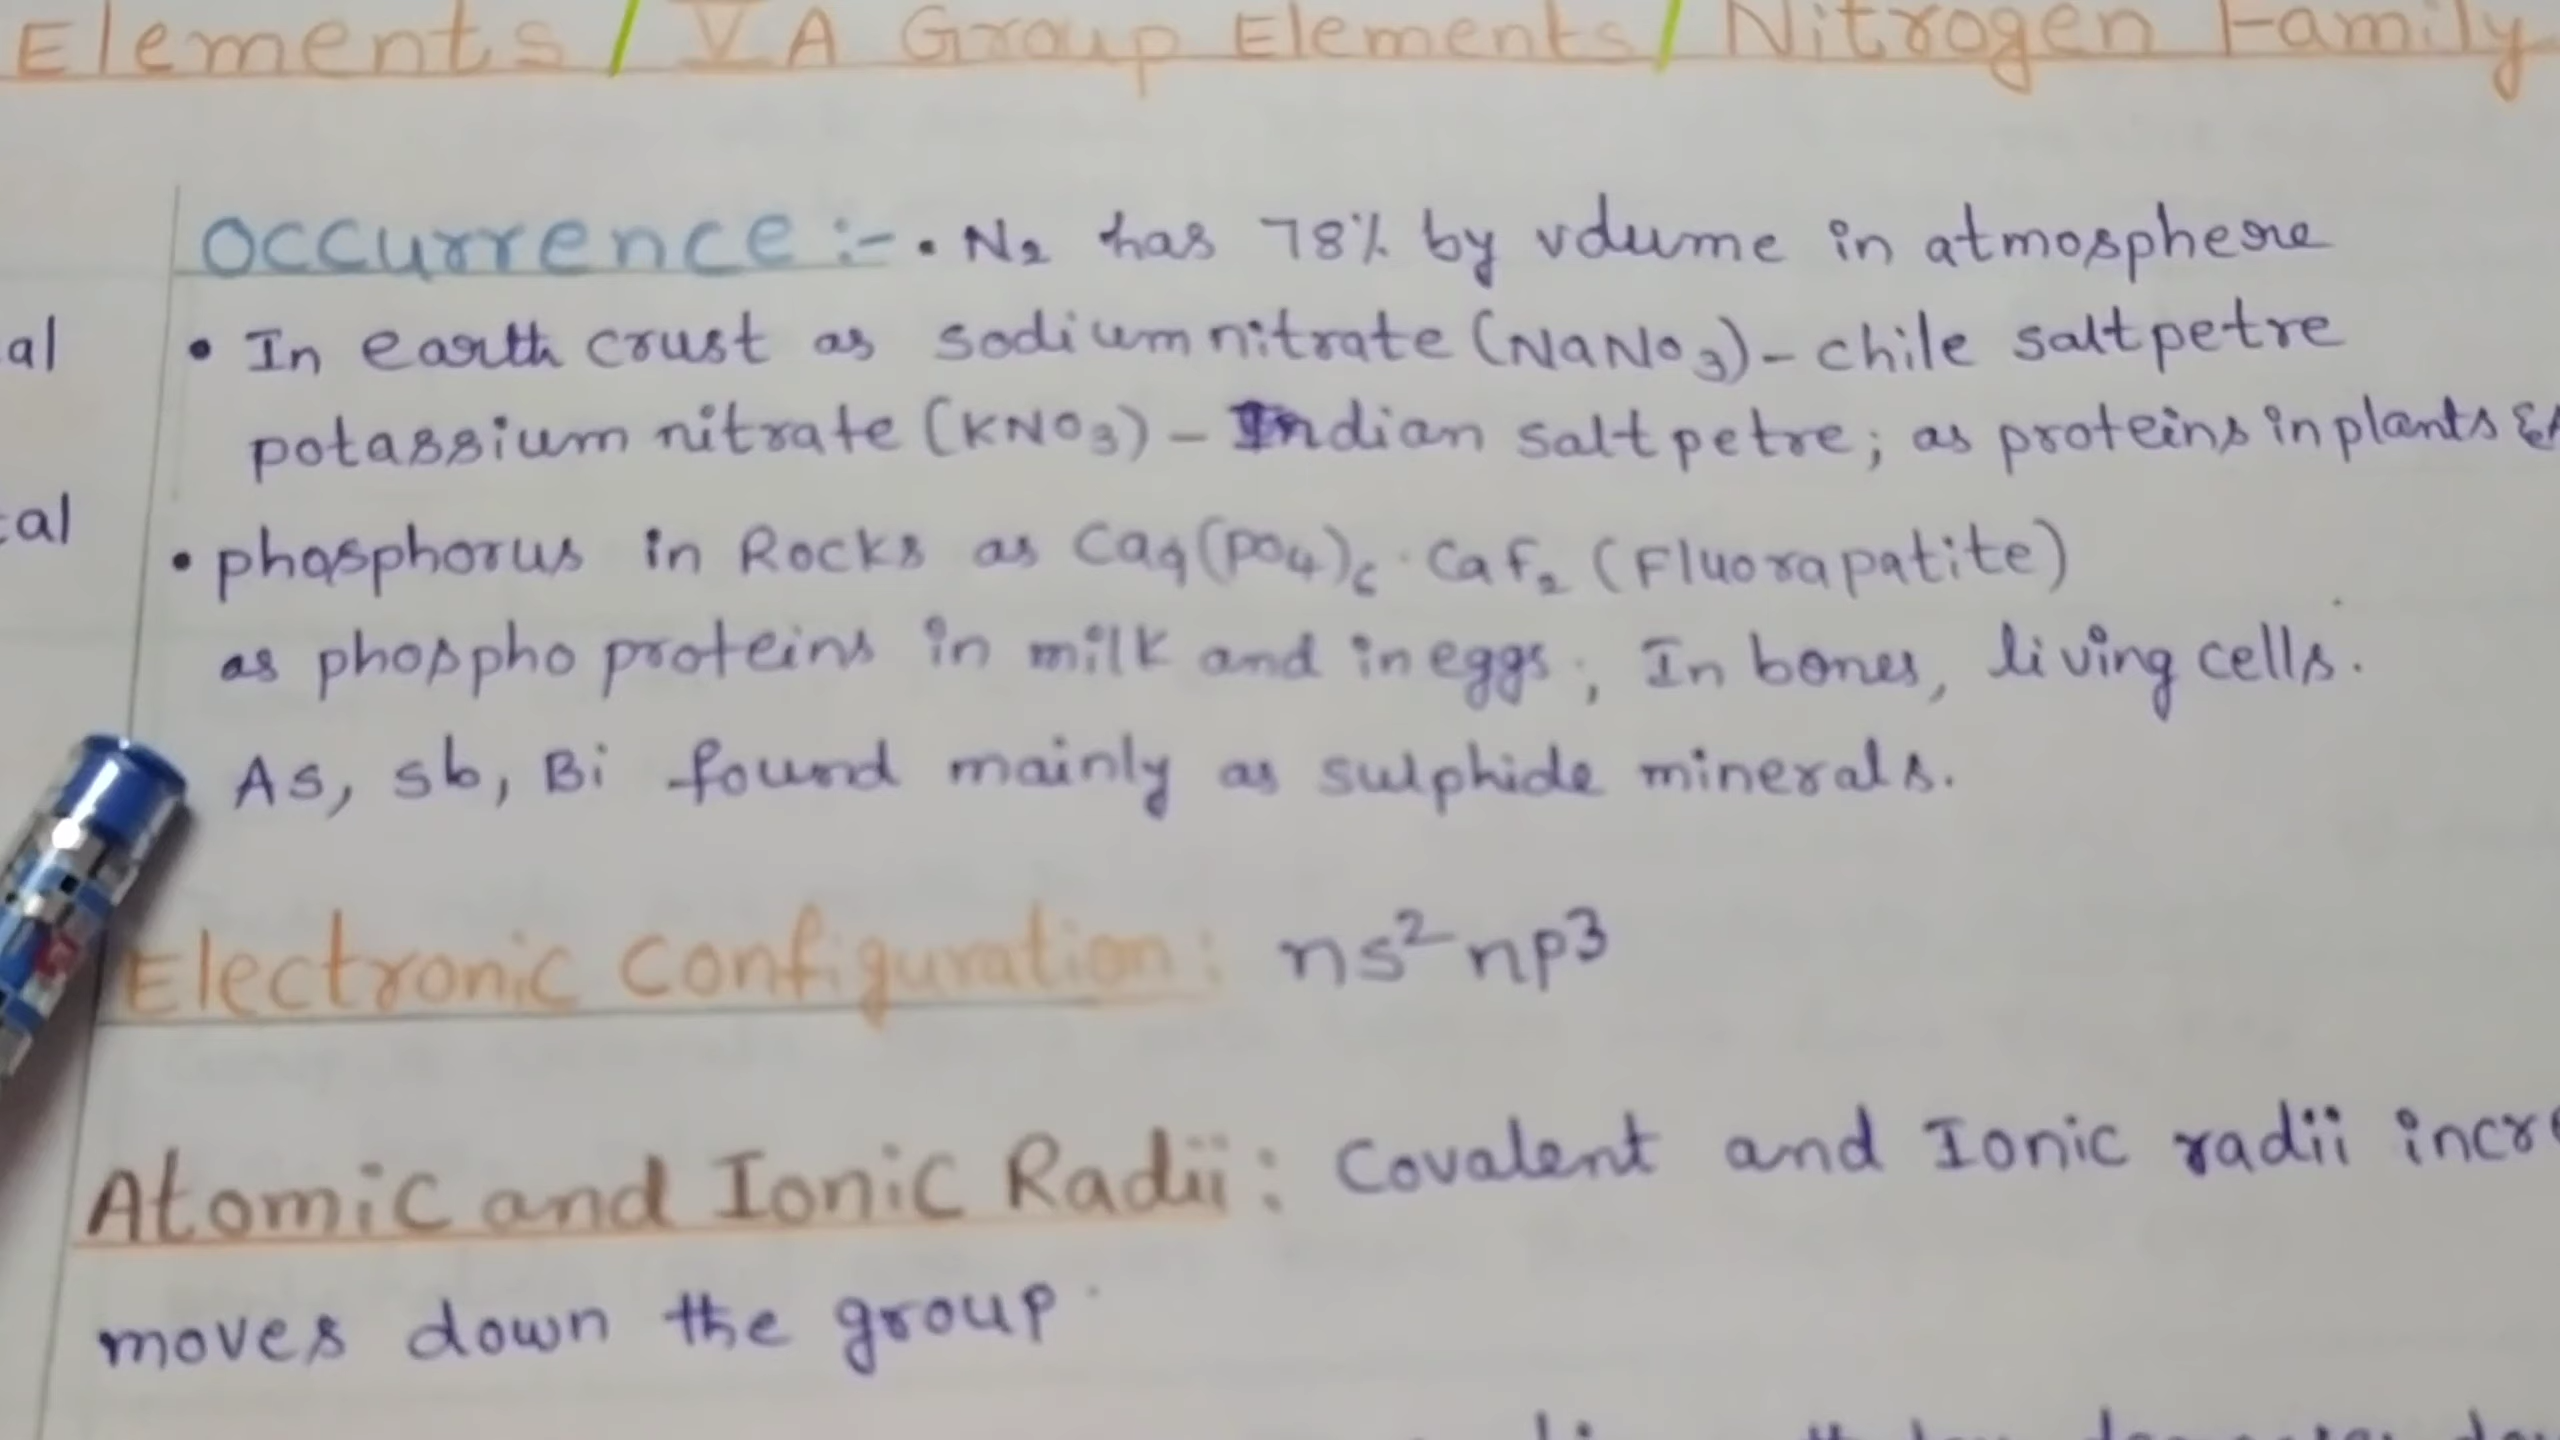 Elements / VA Group Elements / Nitrogen Family
Occurrence :- • N₂ has 78% by volume in atmosphere
al
• In earth crust as sodium nitrate (NaNO₃) - chile saltpetre
potassium nitrate (KNO₃) - Indian saltpetre; as proteins in plants &
tal
• phosphorus in Rocks as Ca₉(PO₄)₆ · CaF₂ (Fluorapatite)
as phospho proteins in milk and in eggs; In bones, living cells.
As, Sb, Bi found mainly as sulphide minerals.
Electronic Configuration: ns² np³
Atomic and Ionic Radii: Covalent and Ionic radii incre
moves down the group.